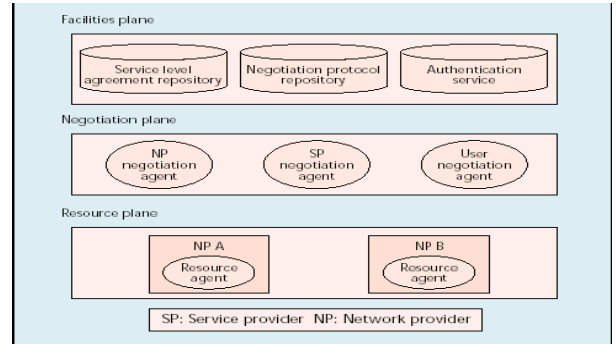 Facilities plane
Service level
agreement repository
Negotiation protocol
repository
Authentication
service
Negotiation plane
NP
negotiation
agent
SP
negotiation
agent
User
negotiation
agent
Resource plane
NP A
Resource
agent
NP B
Resource
agent
SP: Service provider NP: Network provider